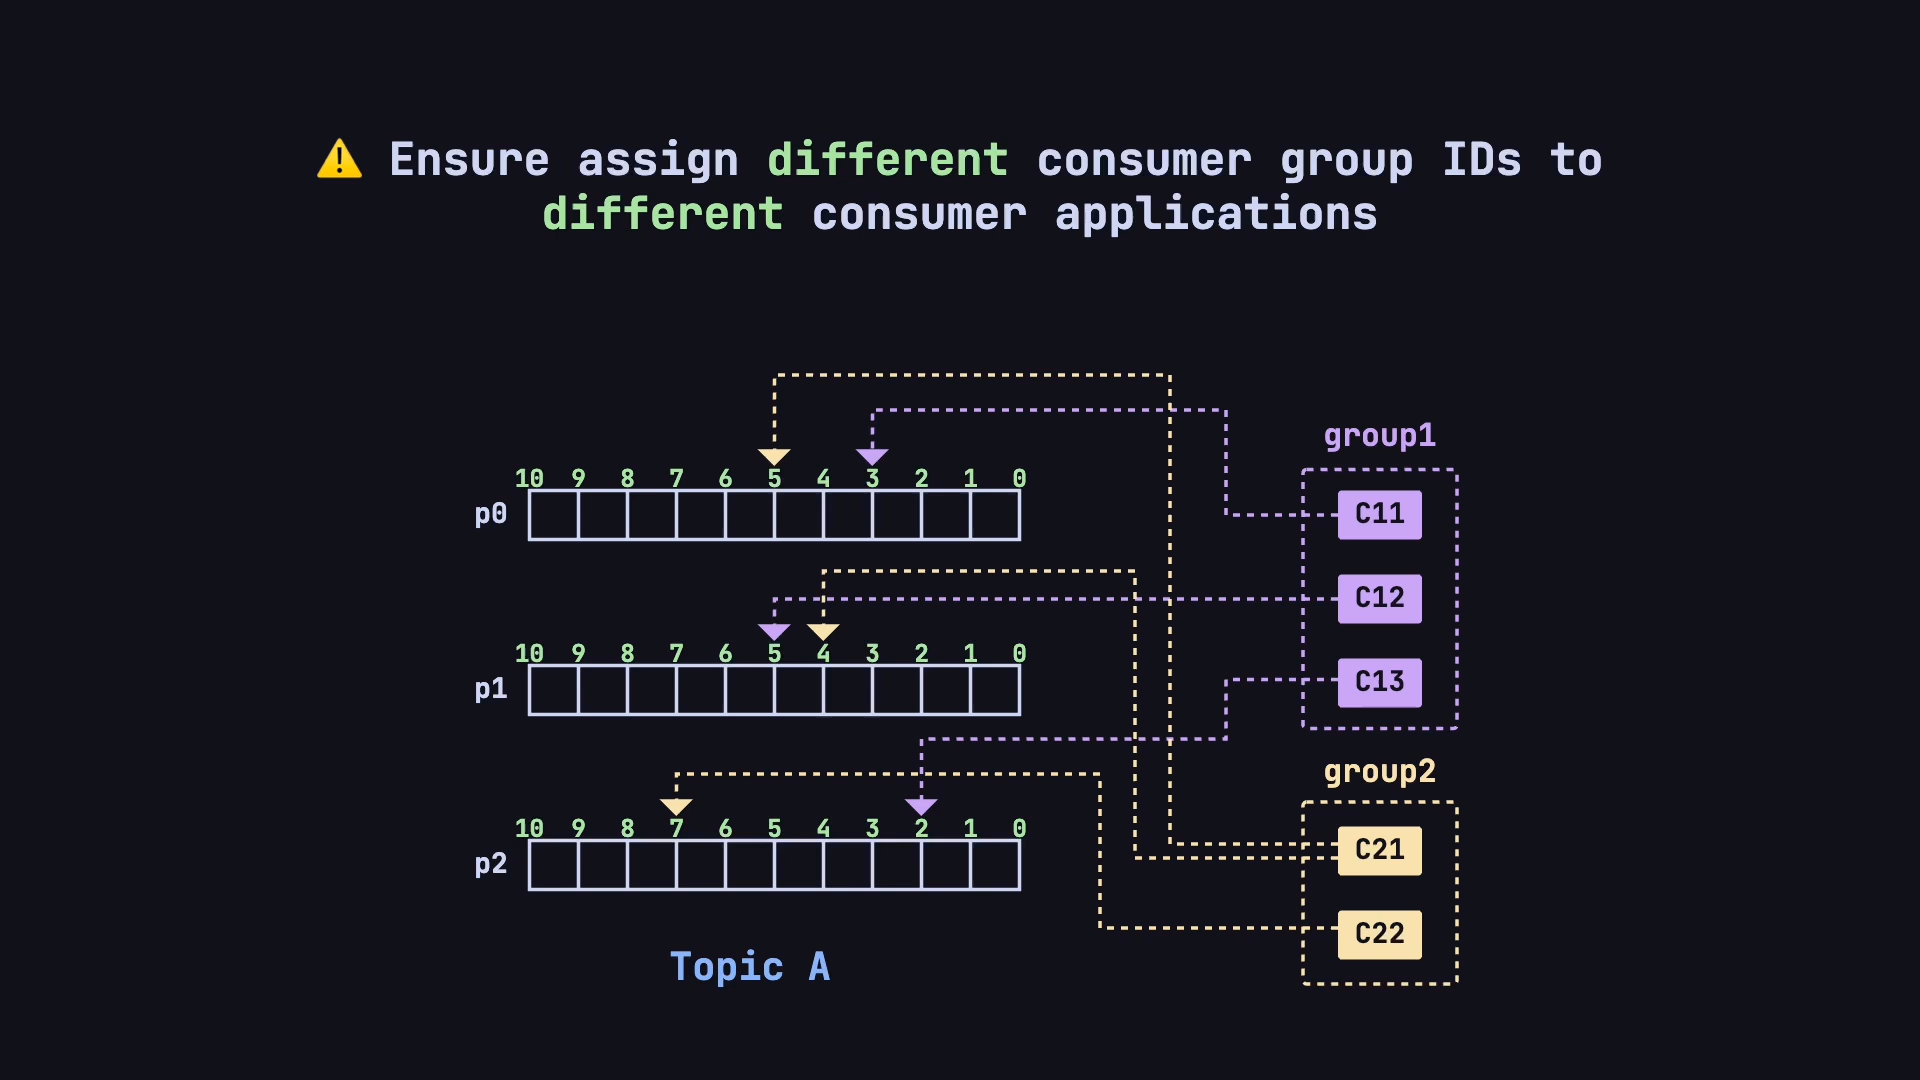 ⚠️ Ensure assign different consumer group IDs to
different consumer applications
group1
10 9 8 7 6 5 4 3 2 1 0
p0
C11
C12
10 9 8 7 6 5 4 3 2 1 0
p1
C13
group2
10 9 8 7 6 5 4 3 2 1 0
p2
C21
C22
Topic A